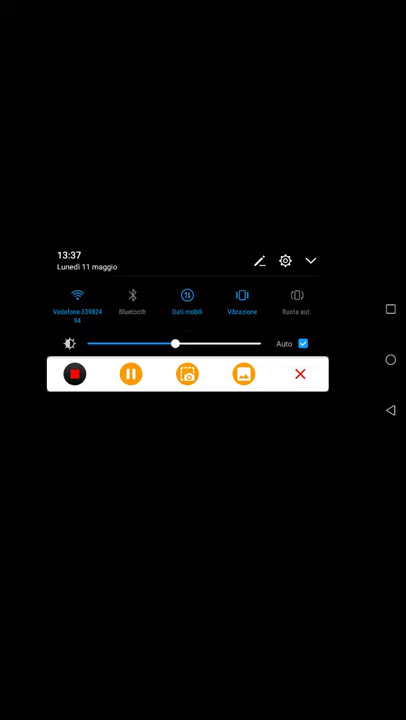 13:37
Lunedì 11 maggio
Vodafone-339824
94
Bluetooth
Dati mobili
Vibrazione
Ruota aut.
Auto